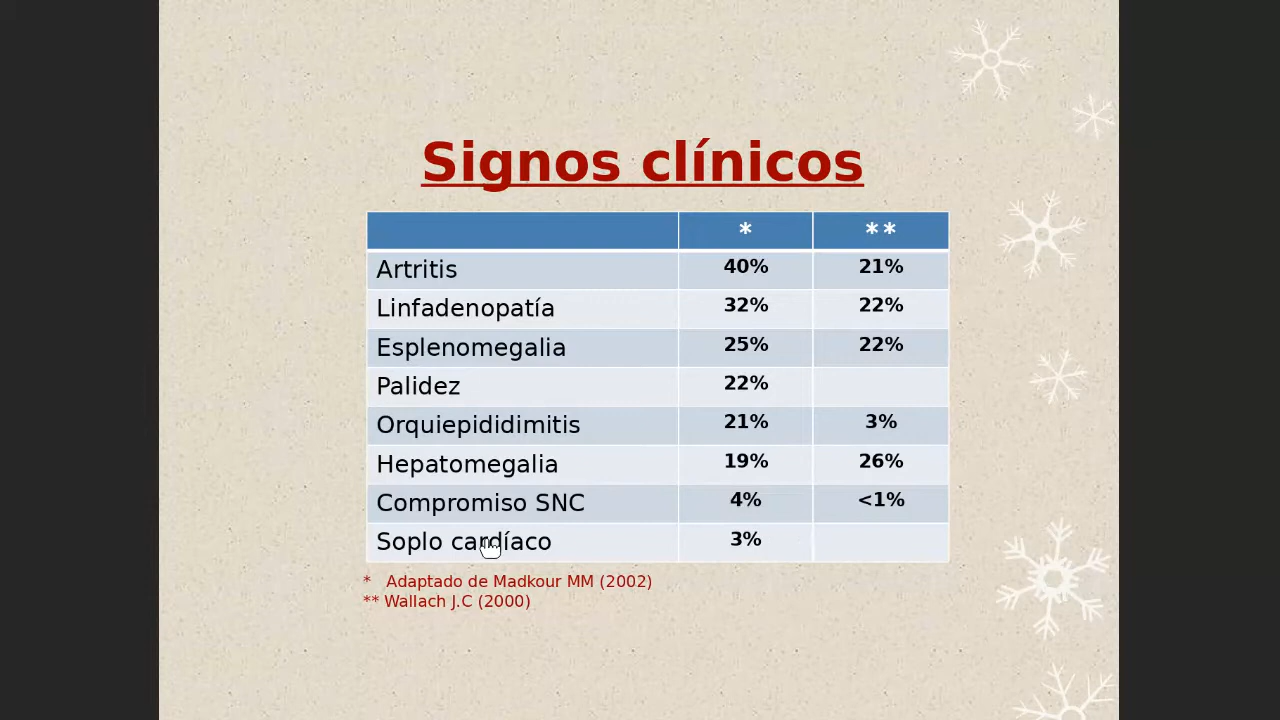 Signos clínicos
* **
Artritis 40% 21%
Linfadenopatía 32% 22%
Esplenomegalia 25% 22%
Palidez 22%
Orquiepididimitis 21% 3%
Hepatomegalia 19% 26%
Compromiso SNC 4% <1%
Soplo cardíaco 3%
* Adaptado de Madkour MM (2002)
** Wallach J.C (2000)